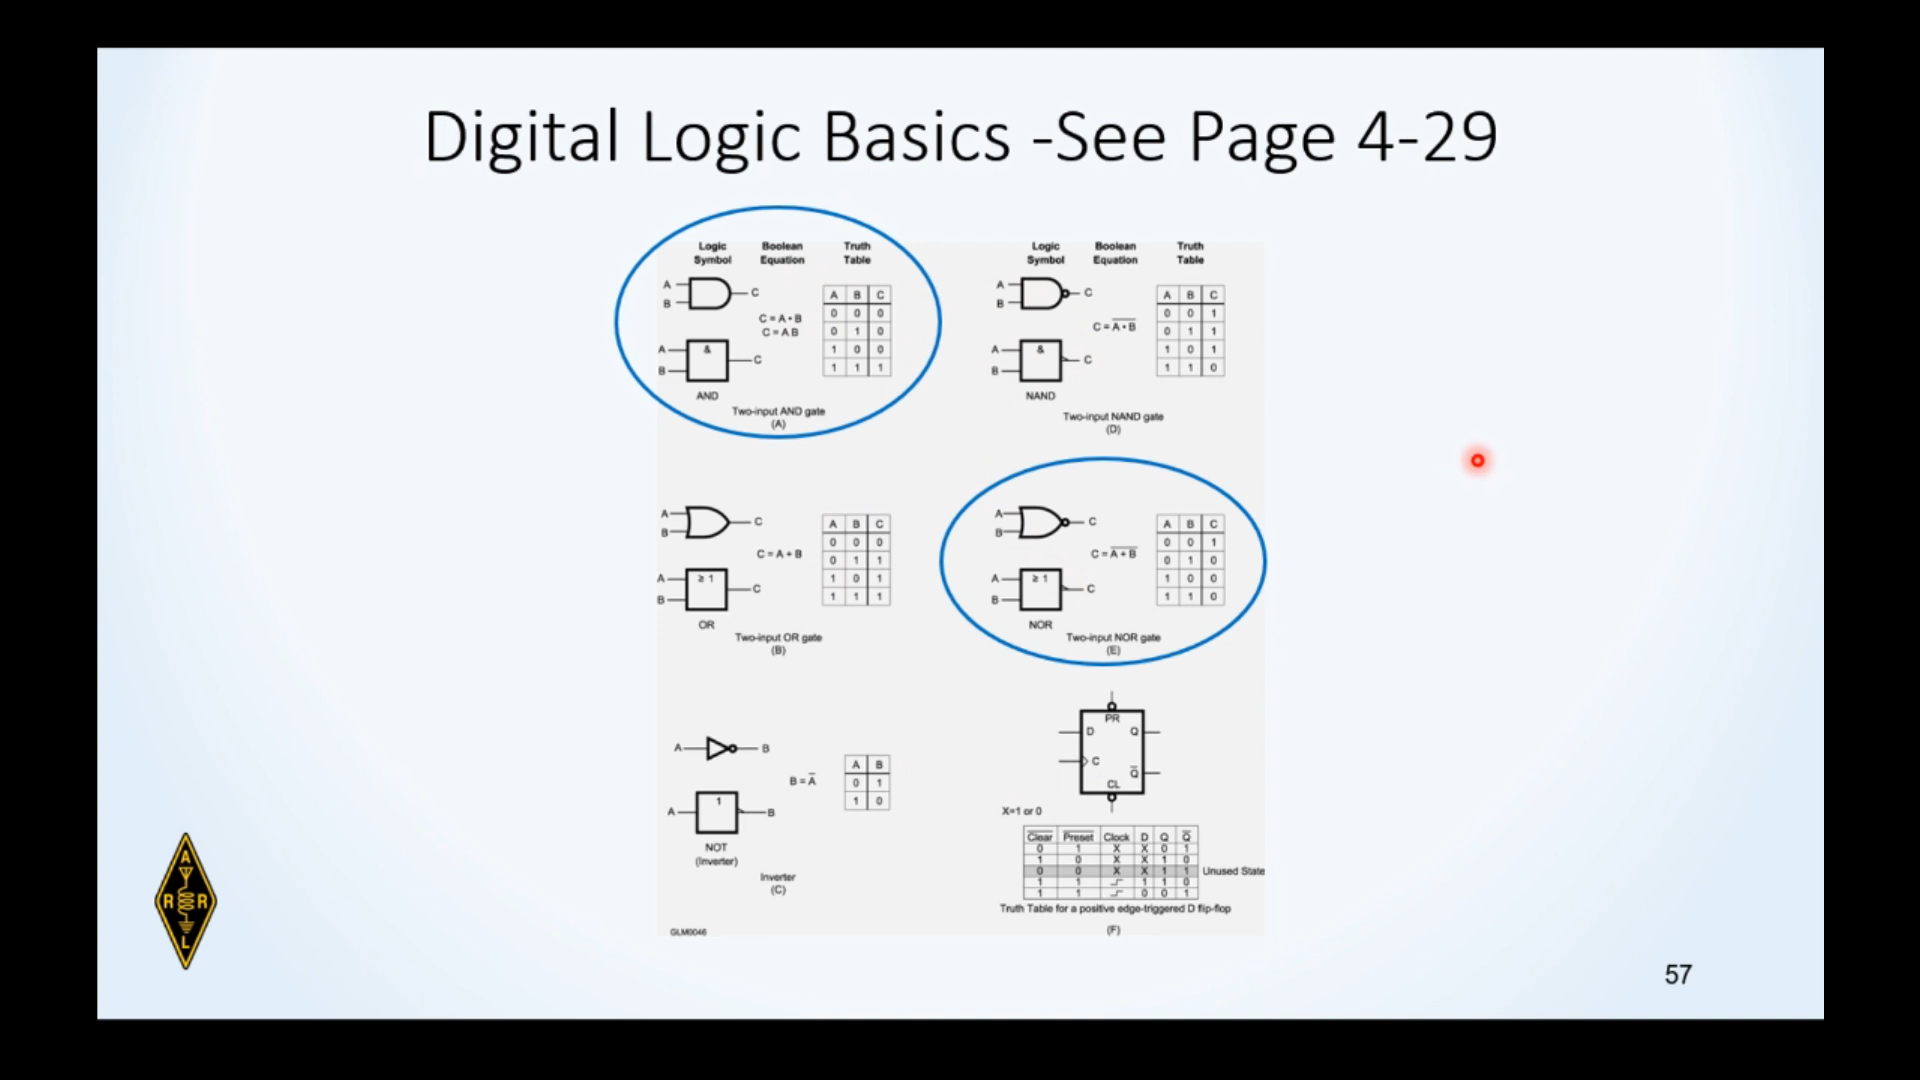 Digital Logic Basics -See Page 4-29
Logic Symbol Boolean Equation Truth Table
A
B
C
C = A • B
C = A B
A B C
0 0 0
0 1 0
1 0 0
1 1 1
A
B
&
C
AND
Two-input AND gate
(A)
Logic Symbol Boolean Equation Truth Table
A
B
C
C = A̅ ̅•̅ ̅B̅
A B C
0 0 1
0 1 1
1 0 1
1 1 0
A
B
&
C
NAND
Two-input NAND gate
(D)
A
B
C
C = A + B
A B C
0 0 0
0 1 1
1 0 1
1 1 1
A
B
≥ 1
C
OR
Two-input OR gate
(B)
A
B
C
C = A̅ ̅+̅ ̅B̅
A B C
0 0 1
0 1 0
1 0 0
1 1 0
A
B
≥ 1
C
NOR
Two-input NOR gate
(E)
A B
B = A̅
A B
0 1
1 0
A 1 B
NOT
(Inverter)
Inverter
(C)
GLM0046
PR
D Q
C
Q̅
CL
X=1 or 0
C̅l̅e̅a̅r̅ P̅r̅e̅s̅e̅t̅ Clock D Q Q̅
0 1 X X 0 1
1 0 X X 1 0
0 0 X X 1 1 Unused State
1 1 1 1 0
1 1 0 0 1
Truth Table for a positive edge-triggered D flip-flop
(F)
A
R R
L
57